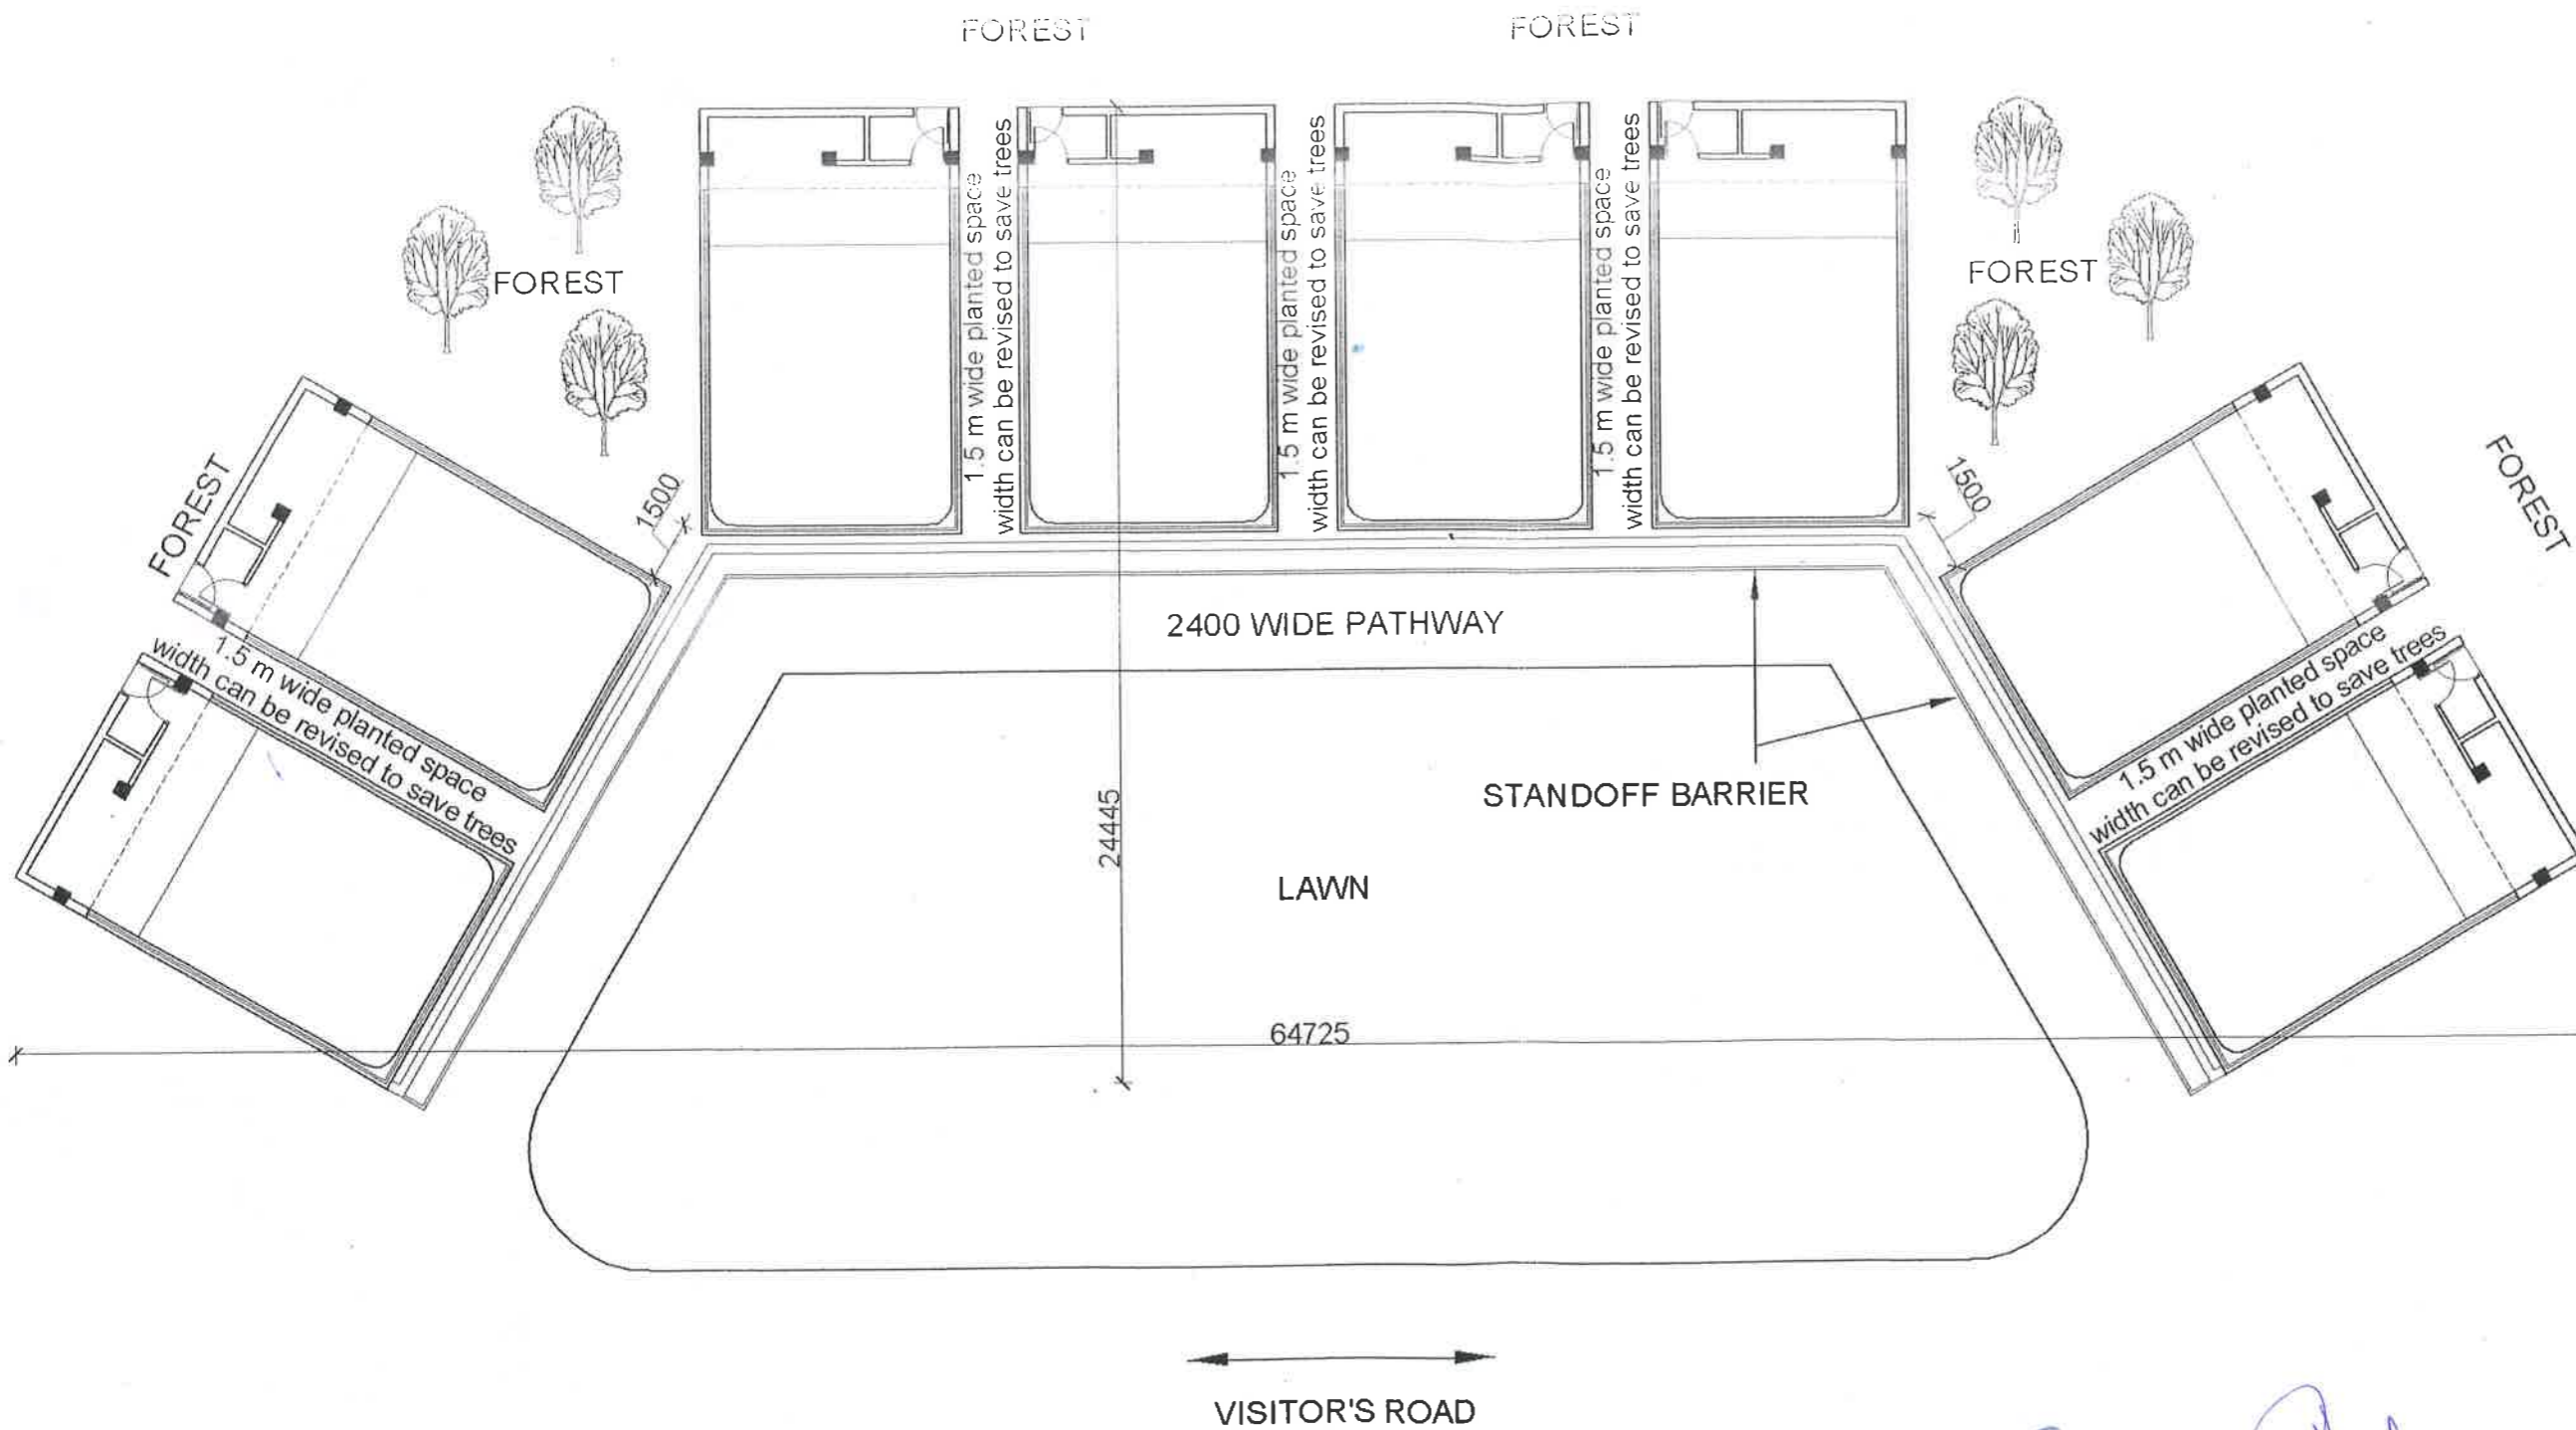 FOREST
FOREST
FOREST
FOREST
1.5 m wide planted space
width can be revised to save trees
1.5 m wide planted space
width can be revised to save trees
1.5 m wide planted space
width can be revised to save trees
FOREST
FOREST
1500
1500
1.5 m wide planted space
width can be revised to save trees
1.5 m wide planted space
width can be revised to save trees
2400 WIDE PATHWAY
STANDOFF BARRIER
24445
LAWN
64725
VISITOR'S ROAD